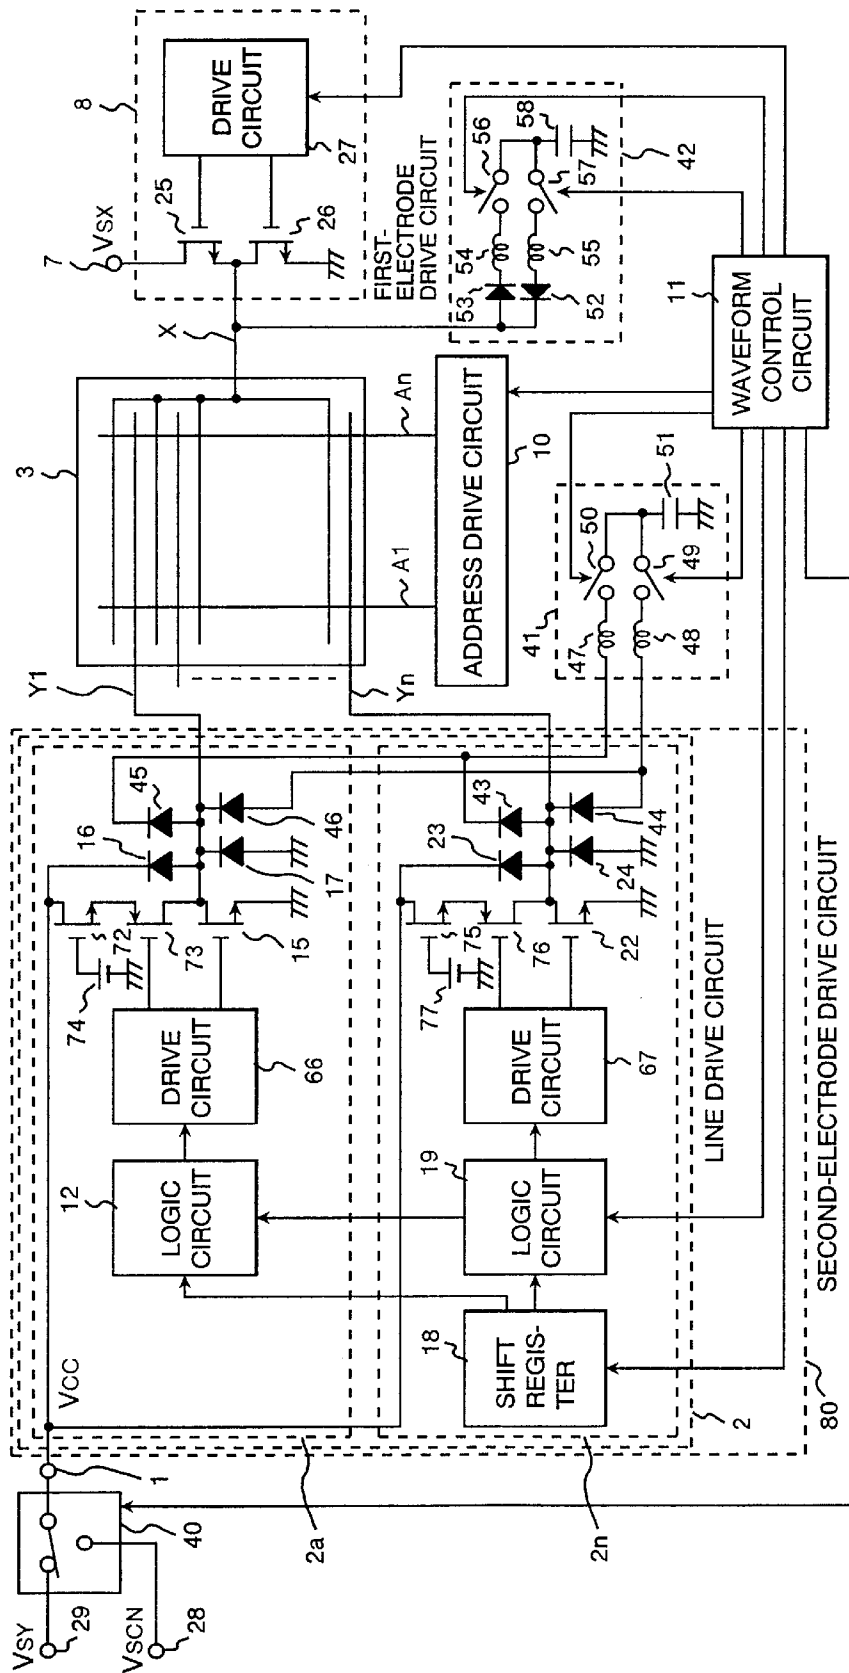 VSY
29
VSCN
28
40
1
VCC
2a
2n
2
80
SECOND-ELECTRODE DRIVE CIRCUIT
LINE DRIVE CIRCUIT
12
LOGIC
CIRCUIT
18
SHIFT
REGIS-
TER
19
LOGIC
CIRCUIT
DRIVE
CIRCUIT
66
DRIVE
CIRCUIT
67
74
72
73
15
16
45
17
46
77
75
76
22
23
43
24
44
Y1
Yn
3
A1
An
ADDRESS DRIVE CIRCUIT
10
41
47
48
50
49
51
X
7
VSX
8
25
26
DRIVE
CIRCUIT
27
FIRST-
ELECTRODE
DRIVE CIRCUIT
53
52
54
55
56
57
58
42
11
WAVEFORM
CONTROL
CIRCUIT